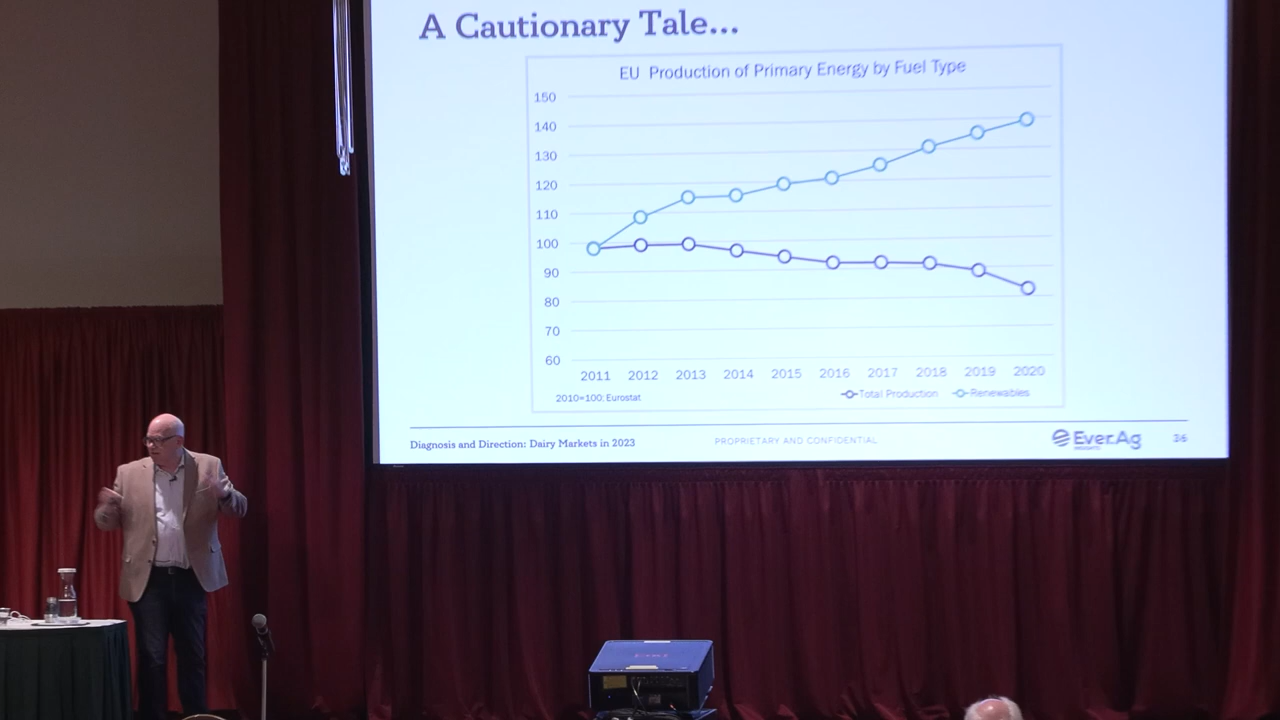 A Cautionary Tale...
EU Production of Primary Energy by Fuel Type
150
140
130
120
110
100
90
80
70
60
2011 2012 2013 2014 2015 2016 2017 2018 2019 2020
2010=100; Eurostat
Total Production Renewables
Diagnosis and Direction: Dairy Markets in 2023
PROPRIETARY AND CONFIDENTIAL
Ever.Ag
36